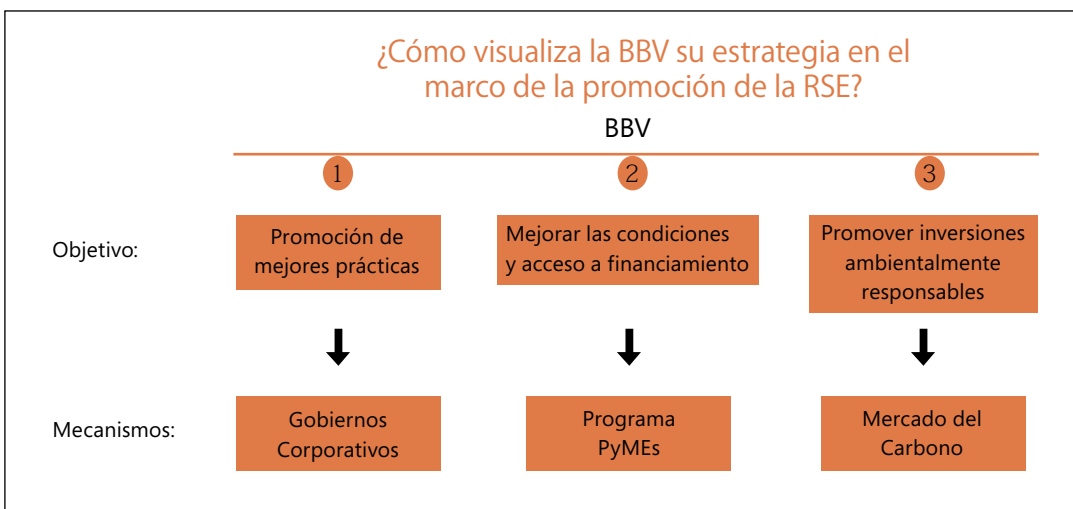 ¿Cómo visualiza la BBV su estrategia en el
marco de la promoción de la RSE?
BBV
1
2
3
Objetivo:
Promoción de
mejores prácticas
Mejorar las condiciones
y acceso a financiamiento
Promover inversiones
ambientalmente
responsables
Mecanismos:
Gobiernos
Corporativos
Programa
PyMEs
Mercado del
Carbono